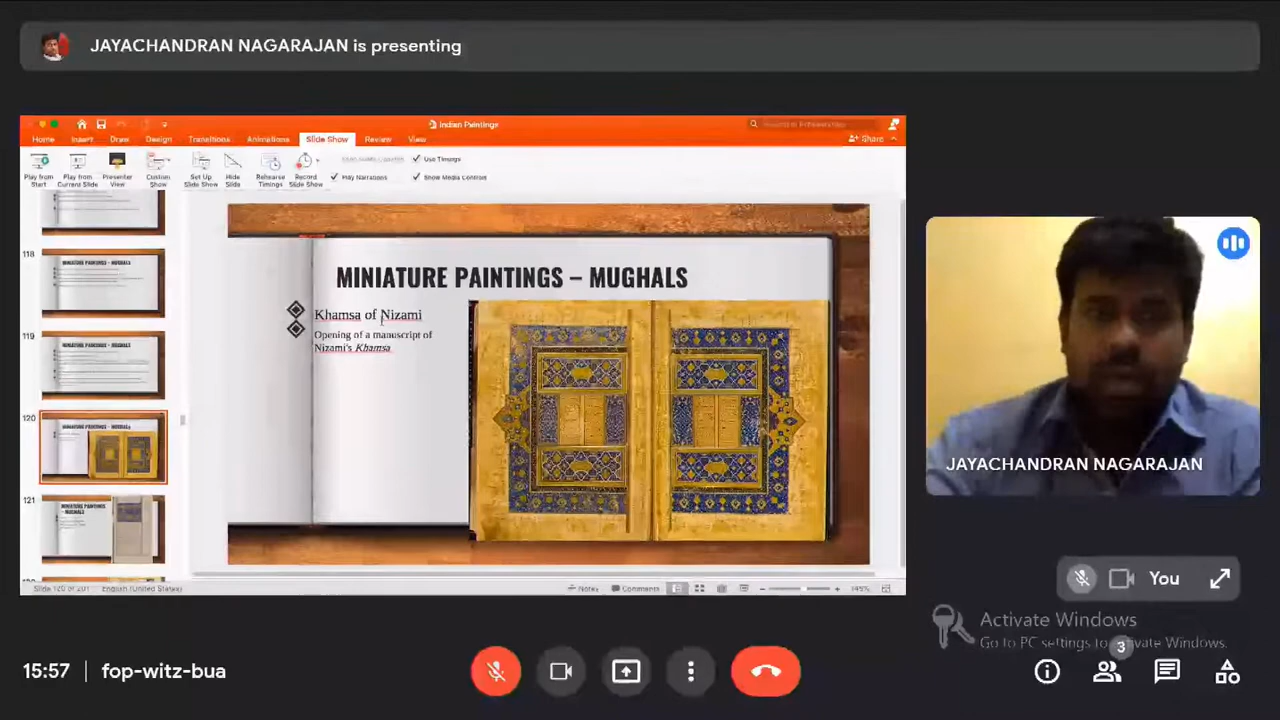 JAYACHANDRAN NAGARAJAN is presenting
Indian Paintings
Home Insert Draw Design Transitions Animations Slide Show Review View
Share
Play from Start
Play from Current Slide
Presenter View
Custom Show
Set Up Slide Show
Hide Slide
Rehearse Timings
Record Slide Show
Play Narrations
Use Timings
Show Media Controls
118
MINIATURE PAINTINGS - MUGHALS
119
MINIATURE PAINTINGS - MUGHALS
120
MINIATURE PAINTINGS - MUGHALS
121
MINIATURE PAINTINGS - MUGHALS
MINIATURE PAINTINGS – MUGHALS
Khamsa of Nizami
Opening of a manuscript of
Nizami's Khamsa
Slide 120 of 201 English (United States)
Notes Comments 145%
JAYACHANDRAN NAGARAJAN
You
Activate Windows
Go to PC settings to activate Windows.
3
15:57 | fop-witz-bua